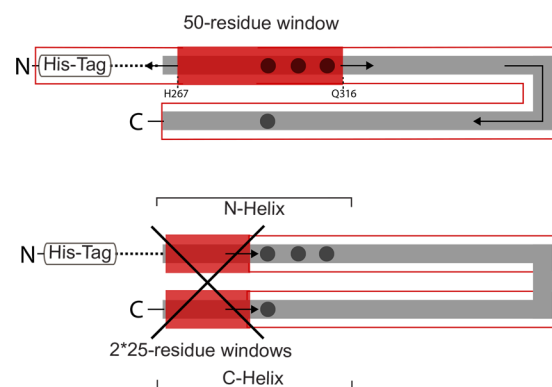 50-residue window
N
His-Tag
H267
Q316
C
N-Helix
N
His-Tag
C
2*25-residue windows
C-Helix